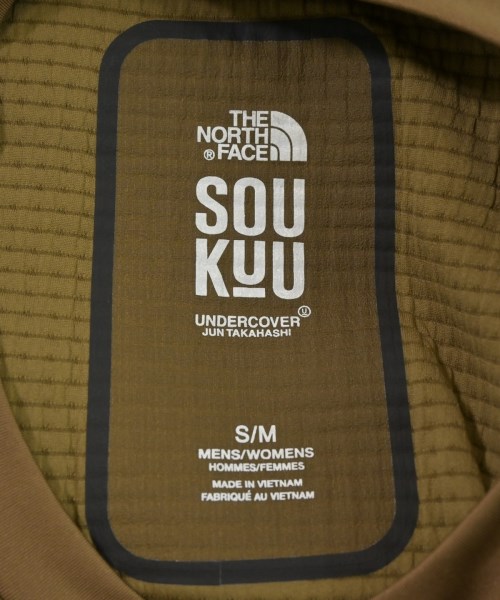 THE
NORTH
® FACE
SOU
KUU
UNDERCOVER Ⓤ
JUN TAKAHASHI
S/M
MENS/WOMENS
HOMMES/FEMMES
MADE IN VIETNAM
FABRIQUÉ AU VIETNAM